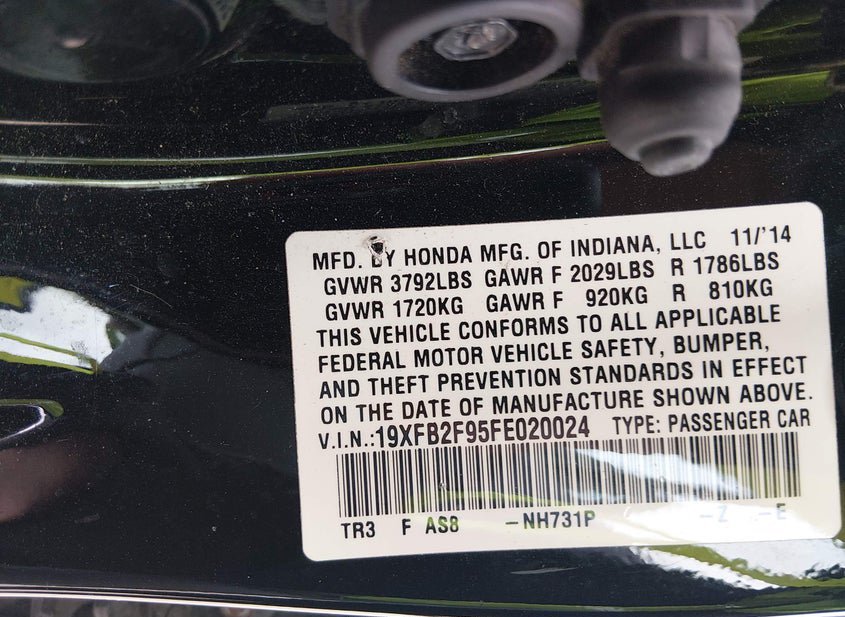 MFD. BY HONDA MFG. OF INDIANA, LLC 11/'14
GVWR 3792LBS GAWR F 2029LBS R 1786LBS
GVWR 1720KG GAWR F 920KG R 810KG
THIS VEHICLE CONFORMS TO ALL APPLICABLE
FEDERAL MOTOR VEHICLE SAFETY, BUMPER,
AND THEFT PREVENTION STANDARDS IN EFFECT
ON THE DATE OF MANUFACTURE SHOWN ABOVE.
V.I.N.:19XFB2F95FE020024 TYPE: PASSENGER CAR
TR3 F AS8 -NH731P -Z -E